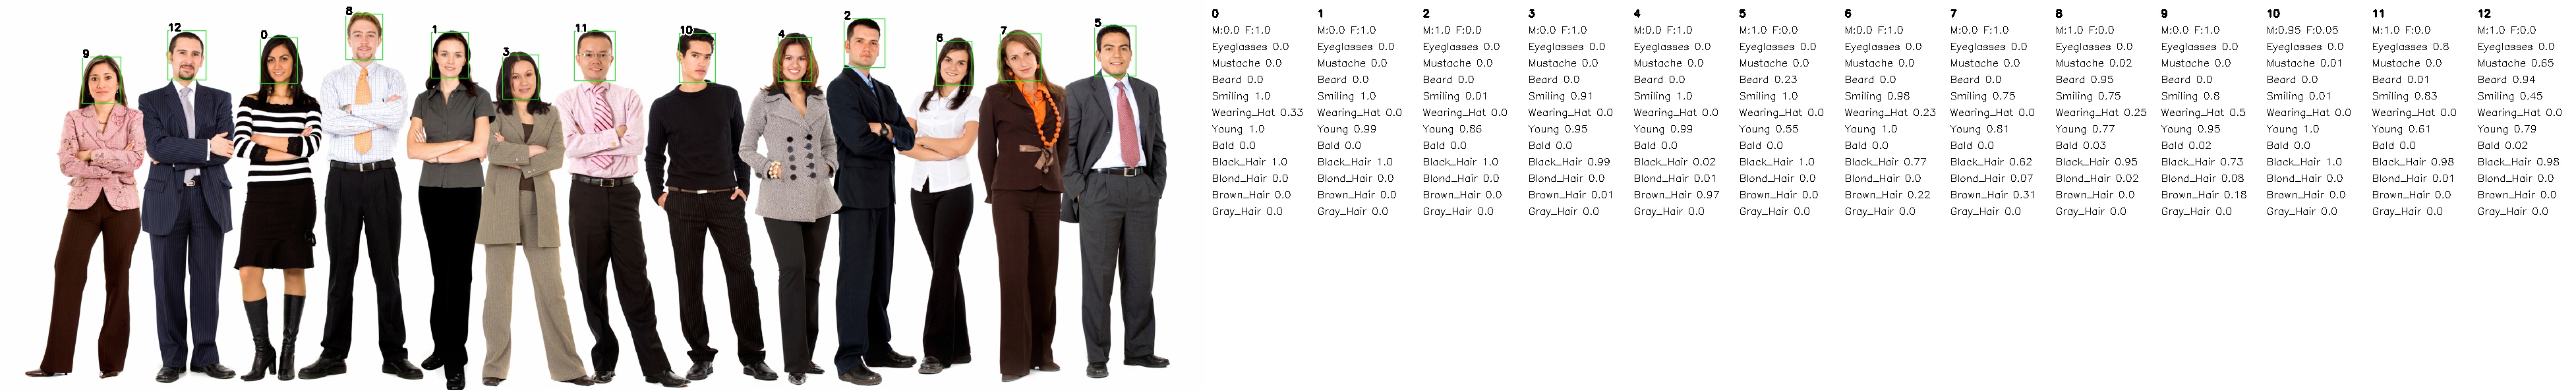 9
12
0
8
1
3
11
10
4
2
6
7
5
0 1 2 3 4 5 6 7 8 9 10 11 12
M:0.0 F:1.0 M:0.0 F:1.0 M:1.0 F:0.0 M:0.0 F:1.0 M:0.0 F:1.0 M:1.0 F:0.0 M:0.0 F:1.0 M:0.0 F:1.0 M:1.0 F:0.0 M:0.0 F:1.0 M:0.95 F:0.05 M:1.0 F:0.0 M:1.0 F:0.0
Eyeglasses 0.0 Eyeglasses 0.0 Eyeglasses 0.0 Eyeglasses 0.0 Eyeglasses 0.0 Eyeglasses 0.0 Eyeglasses 0.0 Eyeglasses 0.0 Eyeglasses 0.0 Eyeglasses 0.0 Eyeglasses 0.0 Eyeglasses 0.8 Eyeglasses 0.0
Mustache 0.0 Mustache 0.0 Mustache 0.0 Mustache 0.0 Mustache 0.0 Mustache 0.0 Mustache 0.0 Mustache 0.0 Mustache 0.02 Mustache 0.0 Mustache 0.01 Mustache 0.0 Mustache 0.65
Beard 0.0 Beard 0.0 Beard 0.0 Beard 0.0 Beard 0.0 Beard 0.23 Beard 0.0 Beard 0.0 Beard 0.95 Beard 0.0 Beard 0.0 Beard 0.01 Beard 0.94
Smiling 1.0 Smiling 1.0 Smiling 0.01 Smiling 0.91 Smiling 1.0 Smiling 1.0 Smiling 0.98 Smiling 0.75 Smiling 0.75 Smiling 0.8 Smiling 0.01 Smiling 0.83 Smiling 0.45
Wearing_Hat 0.33 Wearing_Hat 0.0 Wearing_Hat 0.0 Wearing_Hat 0.0 Wearing_Hat 0.0 Wearing_Hat 0.0 Wearing_Hat 0.23 Wearing_Hat 0.0 Wearing_Hat 0.25 Wearing_Hat 0.5 Wearing_Hat 0.0 Wearing_Hat 0.0 Wearing_Hat 0.0
Young 1.0 Young 0.99 Young 0.86 Young 0.95 Young 0.99 Young 0.55 Young 1.0 Young 0.81 Young 0.77 Young 0.95 Young 1.0 Young 0.61 Young 0.79
Bald 0.0 Bald 0.0 Bald 0.0 Bald 0.0 Bald 0.0 Bald 0.0 Bald 0.0 Bald 0.0 Bald 0.03 Bald 0.02 Bald 0.0 Bald 0.0 Bald 0.02
Black_Hair 1.0 Black_Hair 1.0 Black_Hair 1.0 Black_Hair 0.99 Black_Hair 0.02 Black_Hair 1.0 Black_Hair 0.77 Black_Hair 0.62 Black_Hair 0.95 Black_Hair 0.73 Black_Hair 1.0 Black_Hair 0.98 Black_Hair 0.98
Blond_Hair 0.0 Blond_Hair 0.0 Blond_Hair 0.0 Blond_Hair 0.0 Blond_Hair 0.01 Blond_Hair 0.0 Blond_Hair 0.0 Blond_Hair 0.07 Blond_Hair 0.02 Blond_Hair 0.08 Blond_Hair 0.0 Blond_Hair 0.01 Blond_Hair 0.0
Brown_Hair 0.0 Brown_Hair 0.0 Brown_Hair 0.0 Brown_Hair 0.01 Brown_Hair 0.97 Brown_Hair 0.0 Brown_Hair 0.22 Brown_Hair 0.31 Brown_Hair 0.0 Brown_Hair 0.18 Brown_Hair 0.0 Brown_Hair 0.0 Brown_Hair 0.0
Gray_Hair 0.0 Gray_Hair 0.0 Gray_Hair 0.0 Gray_Hair 0.0 Gray_Hair 0.0 Gray_Hair 0.0 Gray_Hair 0.0 Gray_Hair 0.0 Gray_Hair 0.0 Gray_Hair 0.0 Gray_Hair 0.0 Gray_Hair 0.0 Gray_Hair 0.0